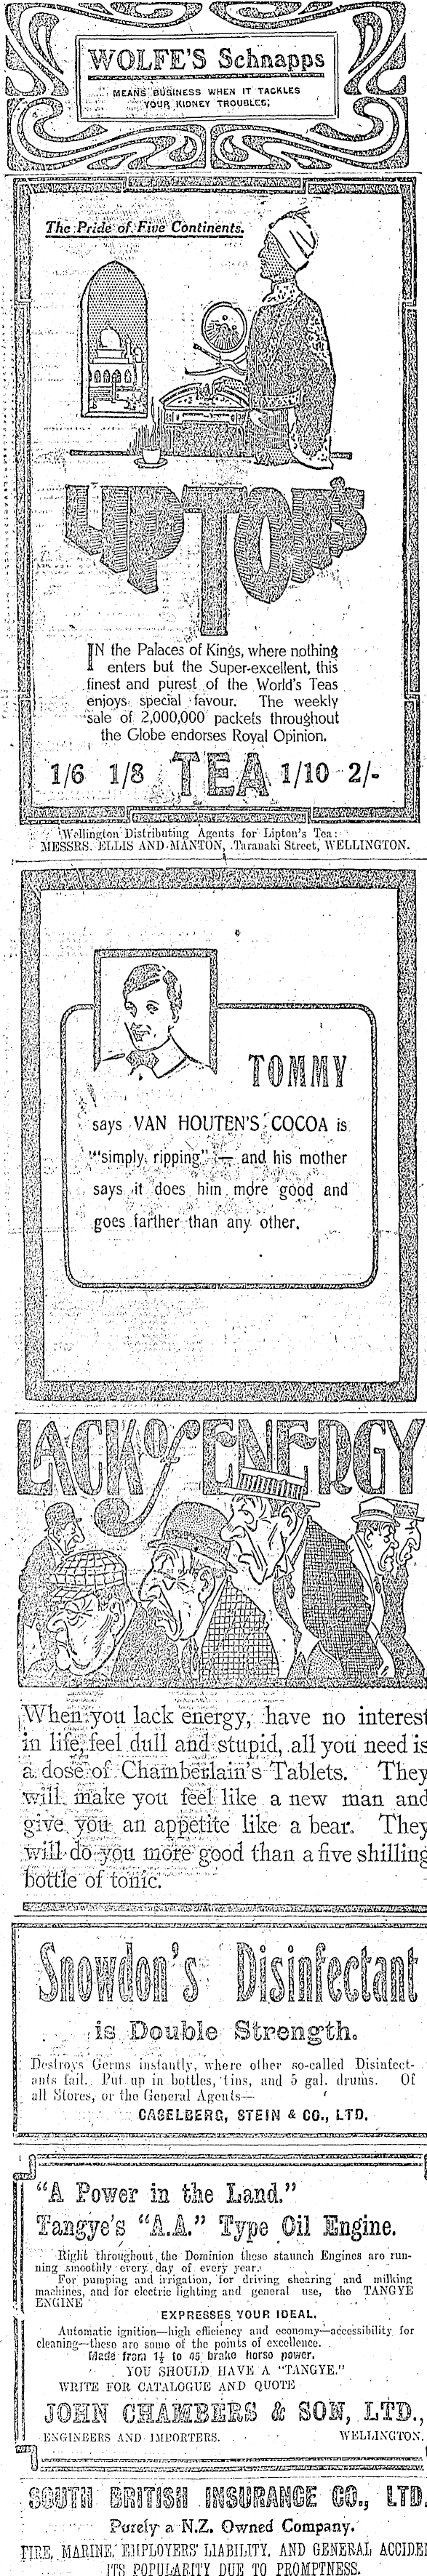 WOLFE'S Schnapps
MEANS BUSINESS WHEN IT TACKLES
YOUR KIDNEY TROUBLES;
The Pride of Five Continents.
LIPTON'S
IN the Palaces of Kings, where nothing
enters but the Super-excellent, this
finest and purest of the World's Teas
enjoys special favour. The weekly
sale of 2,000,000 packets throughout
the Globe endorses Royal Opinion.
1/6 1/8 TEA 1/10 2/-
Wellington Distributing Agents for Lipton's Tea:
MESSRS. ELLIS AND MANTON, Taranaki Street, WELLINGTON.
TOMMY
says VAN HOUTEN'S COCOA is
"simply ripping" — and his mother
says it does him more good and
goes farther than any other.
LACK of ENERGY
When you lack energy, have no interest
in life, feel dull and stupid, all you need is
a dose of Chamberlain's Tablets. They
will make you feel like a new man and
give you an appetite like a bear. They
will do you more good than a five shilling
bottle of tonic.
Snowdon's Disinfectant
is Double Strength.
Destroys Germs instantly, where other so-called Disinfect-
ants fail. Put up in bottles, tins, and 5 gal. drums. Of
all Stores, or the General Agents—
CASELBERG, STEIN & CO., LTD.
"A Power in the Land."
Tangye's "A.A." Type Oil Engine.
Right throughout the Dominion these staunch Engines are run-
ning smoothly every day of every year.
For pumping and irrigation, for driving shearing and milking
machines, and for electric lighting and general use, the TANGYE
ENGINE
EXPRESSES YOUR IDEAL.
Automatic ignition—high efficiency and economy—accessibility for
cleaning—these are some of the points of excellence.
Made from 1½ to 45 brake horse power.
YOU SHOULD HAVE A "TANGYE."
WRITE FOR CATALOGUE AND QUOTE
JOHN CHAMBERS & SON, LTD.,
ENGINEERS AND IMPORTERS. WELLINGTON.
SOUTH BRITISH INSURANCE CO., LTD.
Purely a N.Z. Owned Company.
FIRE, MARINE, EMPLOYERS' LIABILITY, AND GENERAL ACCIDE
ITS POPULARITY DUE TO PROMPTNESS.